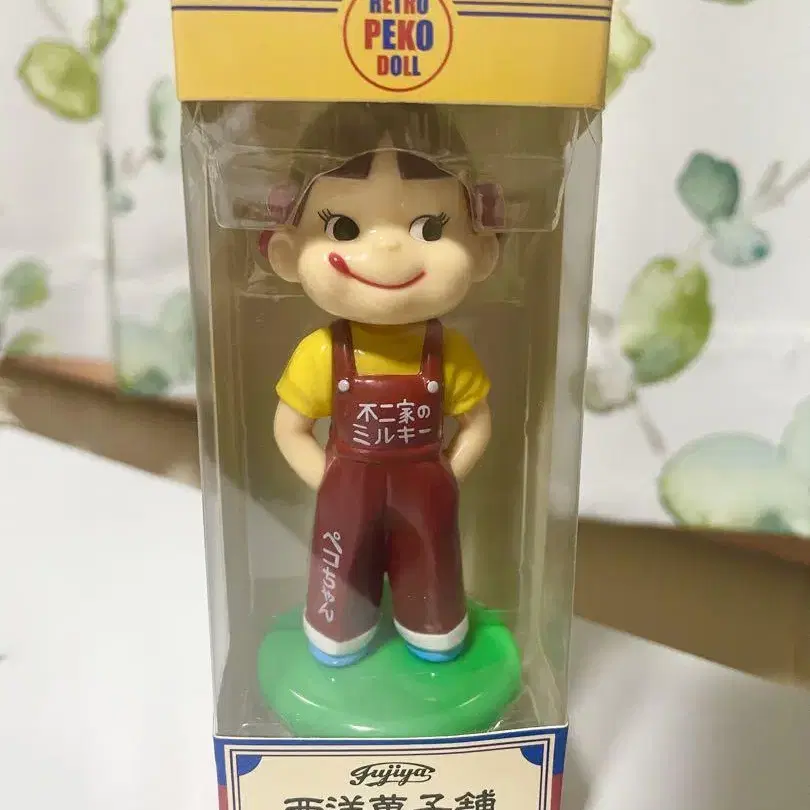 RETRO
PEKO
DOLL
不二家の
ミルキー
ペコちゃん
Fujiya
西洋菓子舗